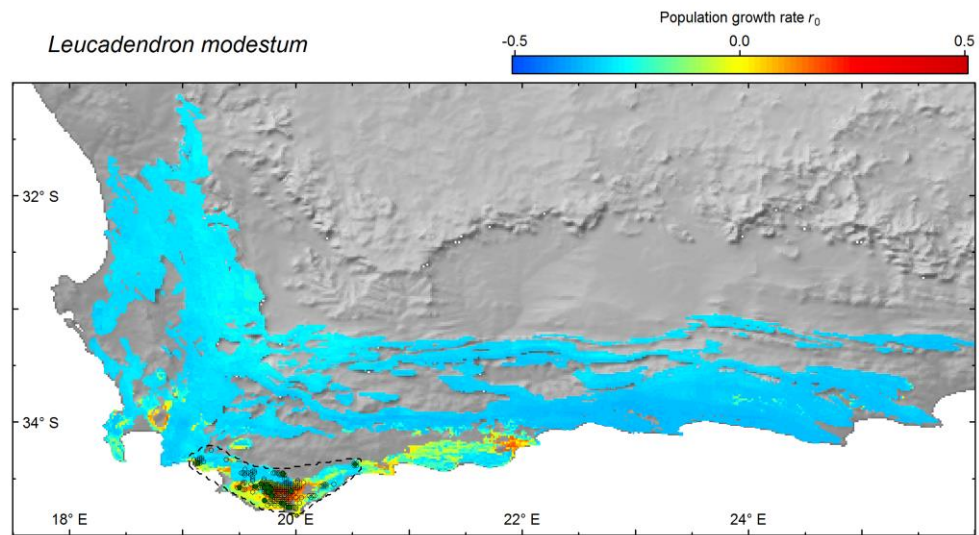 Population growth rate r₀
Leucadendron modestum
-0.5 0.0 0.5
32° S
34° S
18° E 20° E 22° E 24° E